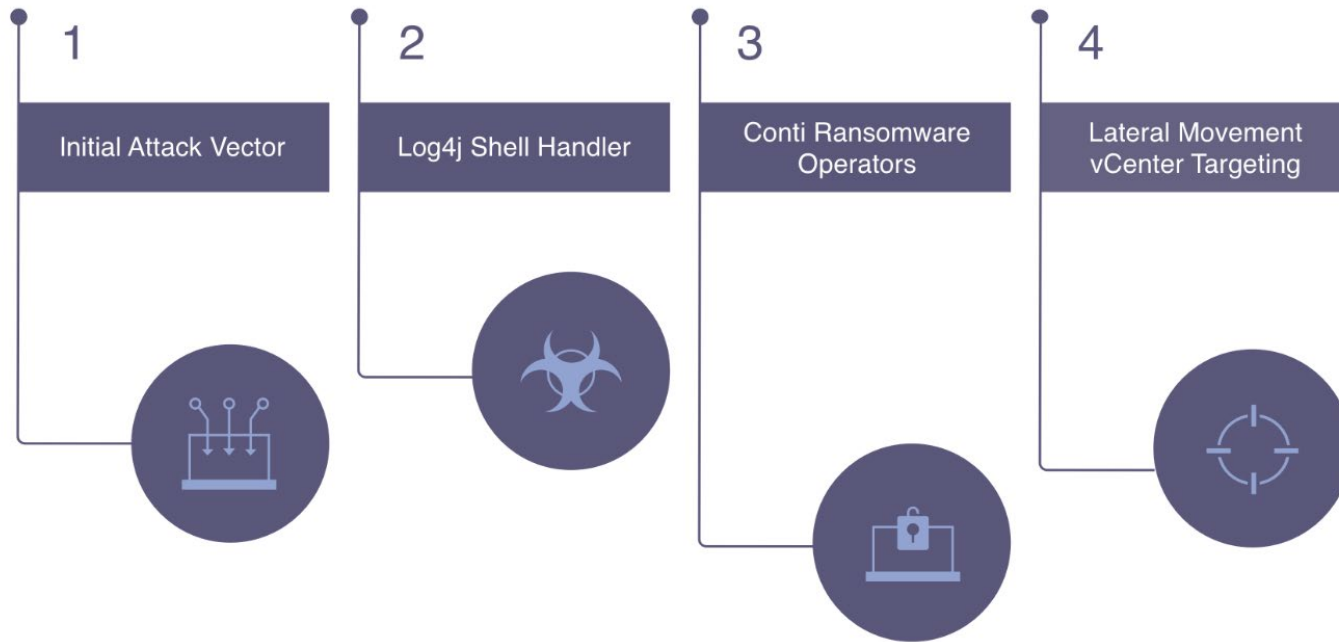 1
Initial Attack Vector
2
Log4j Shell Handler
3
Conti Ransomware
Operators
4
Lateral Movement
vCenter Targeting